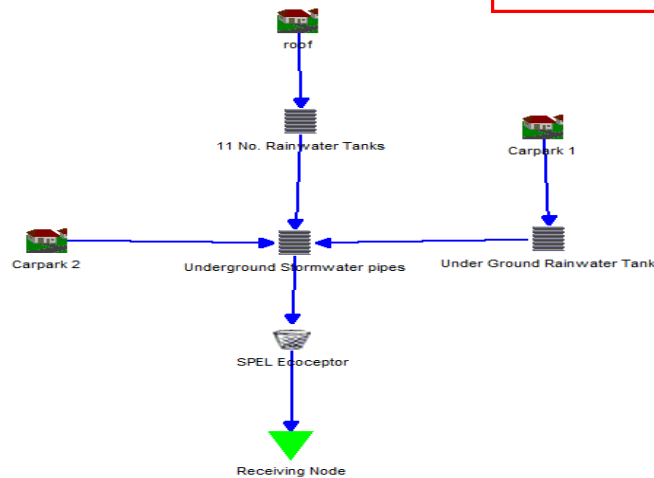 roof
11 No. Rainwater Tanks
Carpark 1
Carpark 2
Underground Stormwater pipes
Under Ground Rainwater Tank
SPEL Ecoceptor
Receiving Node